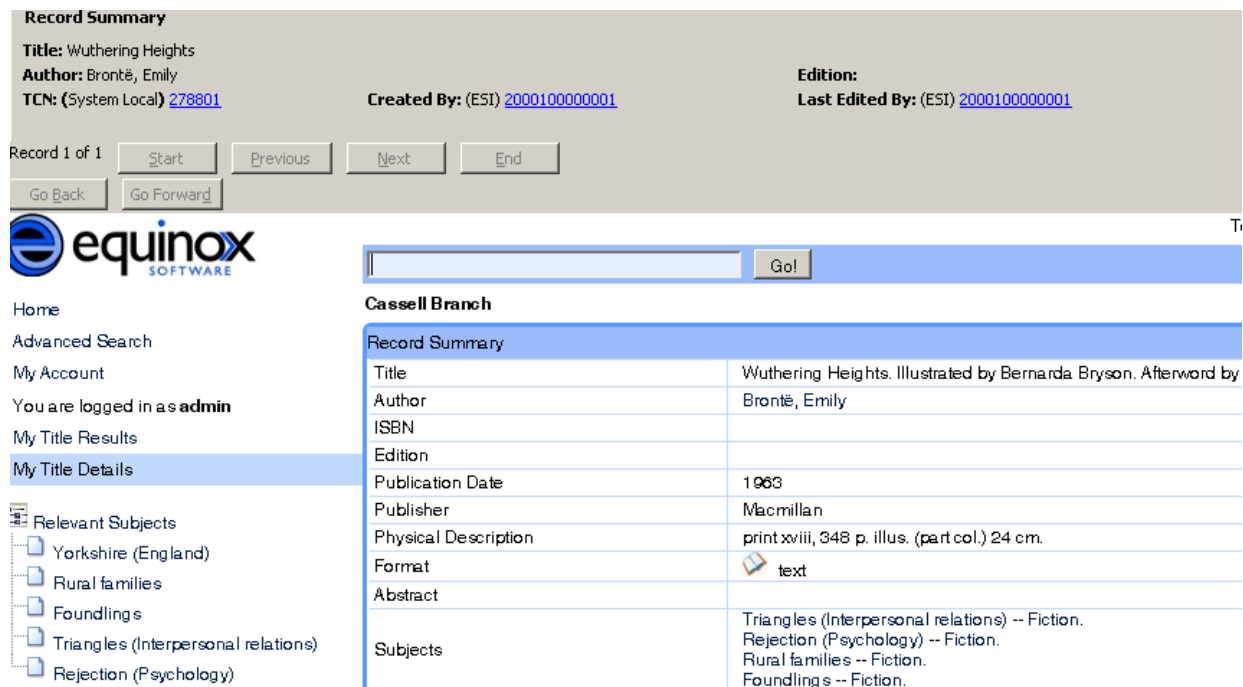 Record Summary
Title: Wuthering Heights
Author: Brontë, Emily
Edition:
TCN: (System Local) 278801 Created By: (ESI) 2000100000001 Last Edited By: (ESI) 2000100000001
Record 1 of 1 Start Previous Next End
Go Back Go Forward
equinox
SOFTWARE
Go!
Home
Advanced Search
My Account
You are logged in as admin
My Title Results
My Title Details
Relevant Subjects
Yorkshire (England)
Rural families
Foundlings
Triangles (Interpersonal relations)
Rejection (Psychology)
Cassell Branch
Record Summary
Title Wuthering Heights. Illustrated by Bernarda Bryson. Afterword by
Author Brontë, Emily
ISBN
Edition
Publication Date 1963
Publisher Macmillan
Physical Description print xviii, 348 p. illus. (part col.) 24 cm.
Format text
Abstract
Subjects
Triangles (Interpersonal relations) -- Fiction.
Rejection (Psychology) -- Fiction.
Rural families -- Fiction.
Foundlings -- Fiction.